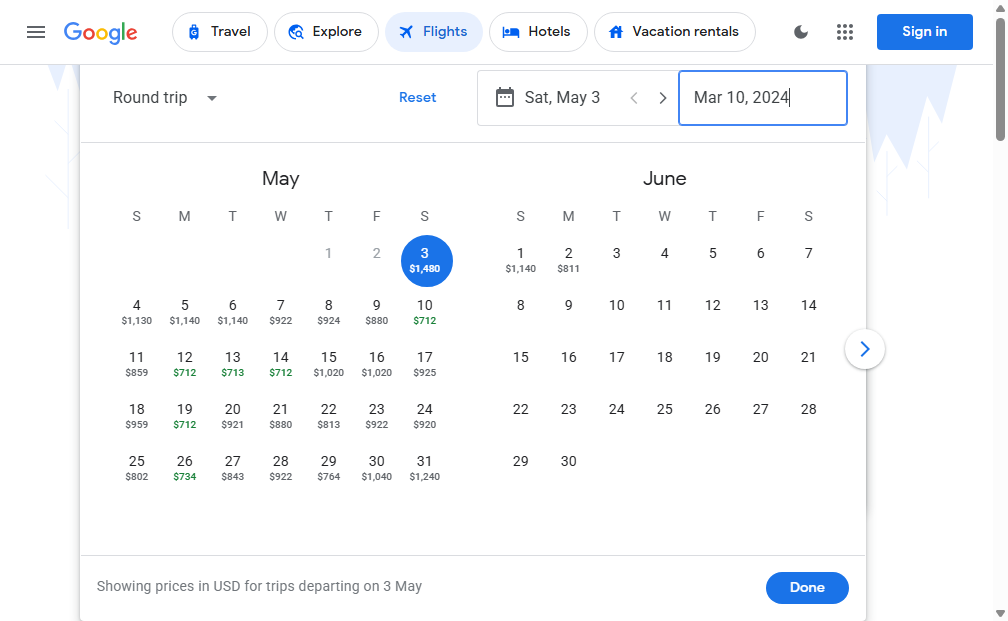 Google
Travel
Explore
Flights
Hotels
Vacation rentals
Sign in
Round trip
Reset
Sat, May 3
Mar 10, 2024
May
S M T W T F S
1 2 3
$1,480
4 5 6 7 8 9 10
$1,130 $1,140 $1,140 $922 $924 $880 $712
11 12 13 14 15 16 17
$859 $712 $713 $712 $1,020 $1,020 $925
18 19 20 21 22 23 24
$959 $712 $921 $880 $813 $922 $920
25 26 27 28 29 30 31
$802 $734 $843 $922 $764 $1,040 $1,240
June
S M T W T F S
1 2 3 4 5 6 7
$1,140 $811
8 9 10 11 12 13 14
15 16 17 18 19 20 21
22 23 24 25 26 27 28
29 30
Showing prices in USD for trips departing on 3 May
Done